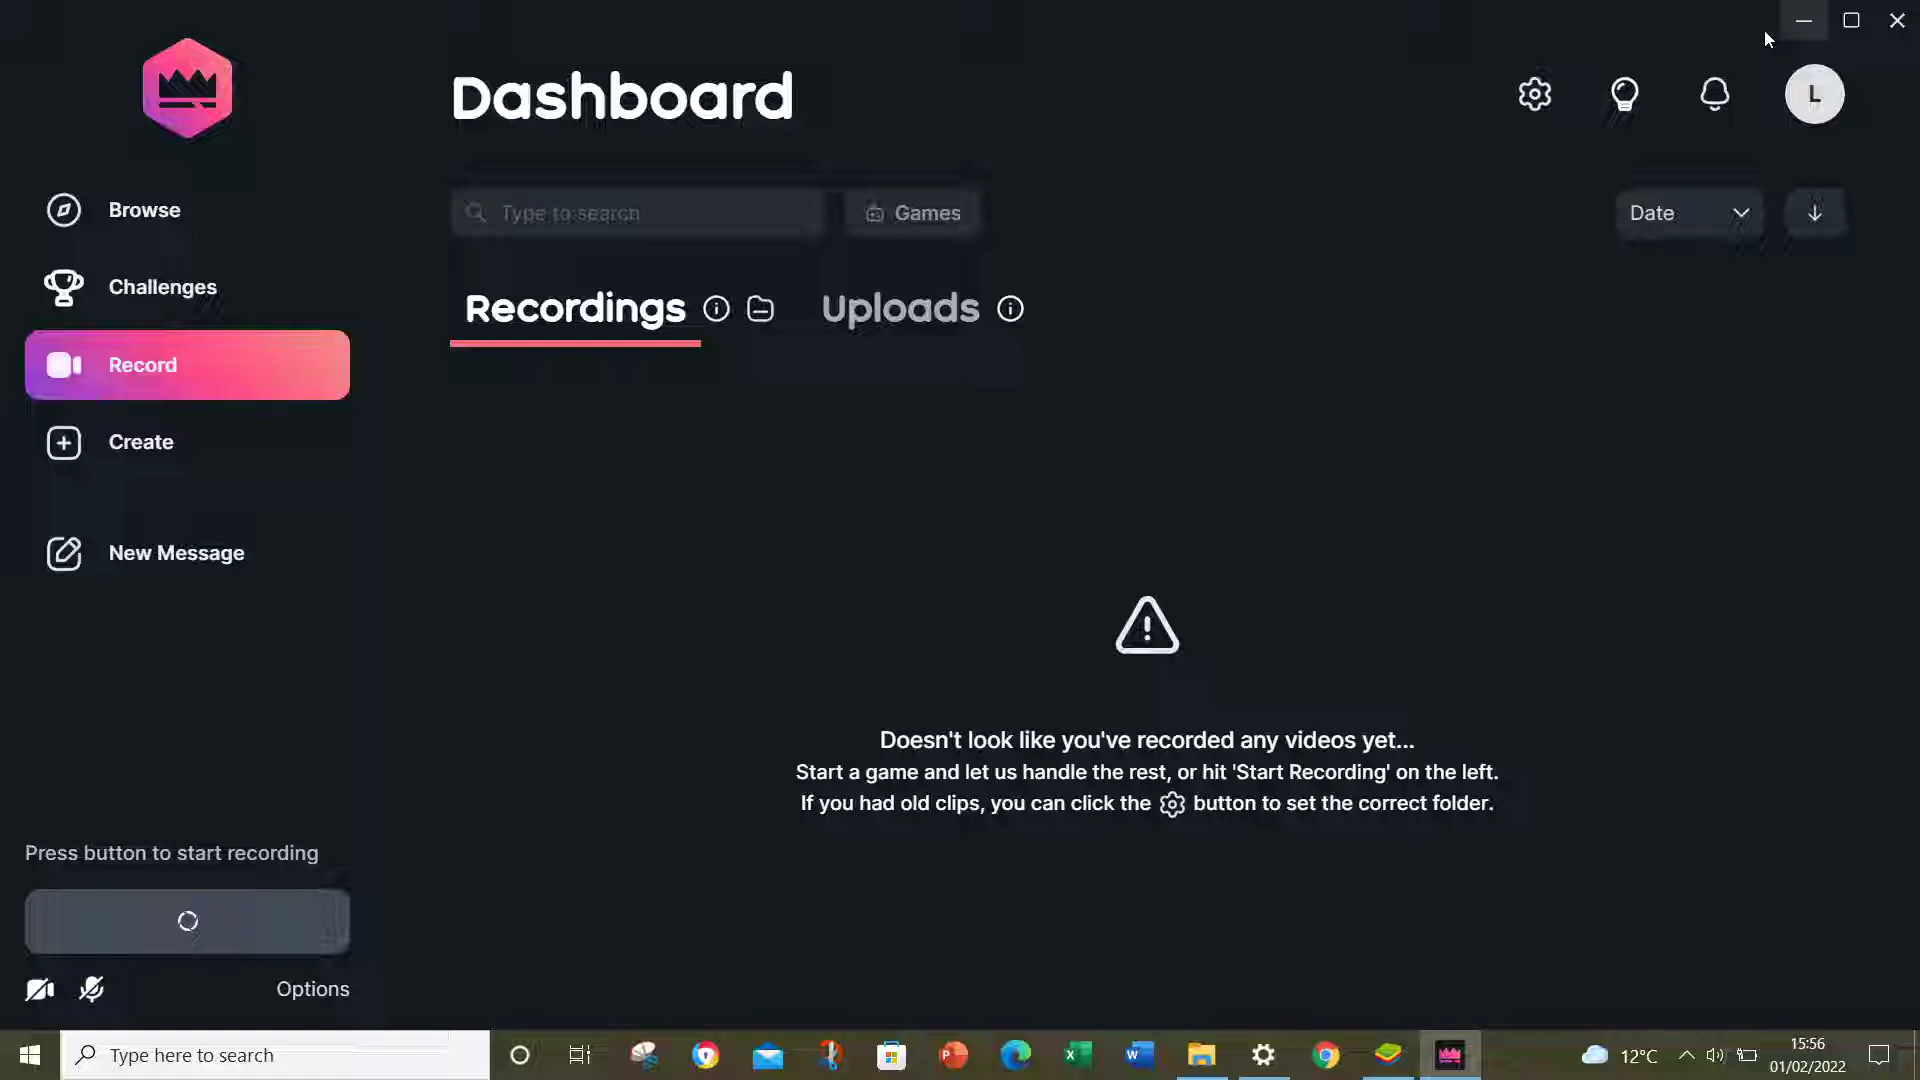 Dashboard
L
Browse
Type to search
Games
Date
Challenges
Recordings
Uploads
Record
Create
New Message
Doesn't look like you've recorded any videos yet...
Start a game and let us handle the rest, or hit 'Start Recording' on the left.
If you had old clips, you can click the button to set the correct folder.
Press button to start recording
Options
Type here to search
12°C
15:56
01/02/2022